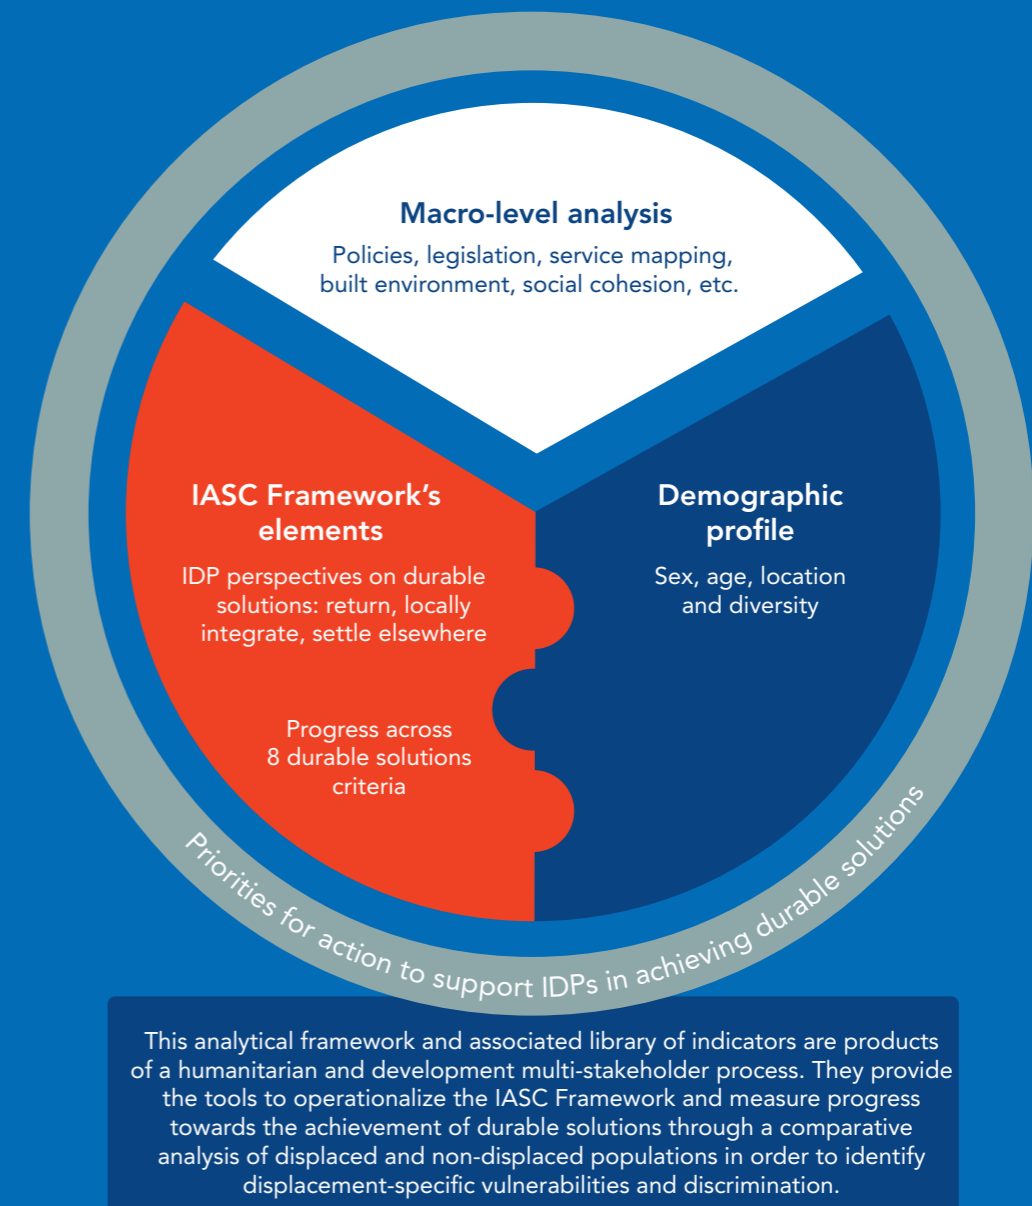 Macro-level analysis
Policies, legislation, service mapping,
built environment, social cohesion, etc.
IASC Framework’s
elements
IDP perspectives on durable
solutions: return, locally
integrate, settle elsewhere
Progress across
8 durable solutions
criteria
Demographic
profile
Sex, age, location
and diversity
Priorities for action to support IDPs in achieving durable solutions
This analytical framework and associated library of indicators are products
of a humanitarian and development multi-stakeholder process. They provide
the tools to operationalize the IASC Framework and measure progress
towards the achievement of durable solutions through a comparative
analysis of displaced and non-displaced populations in order to identify
displacement-specific vulnerabilities and discrimination.